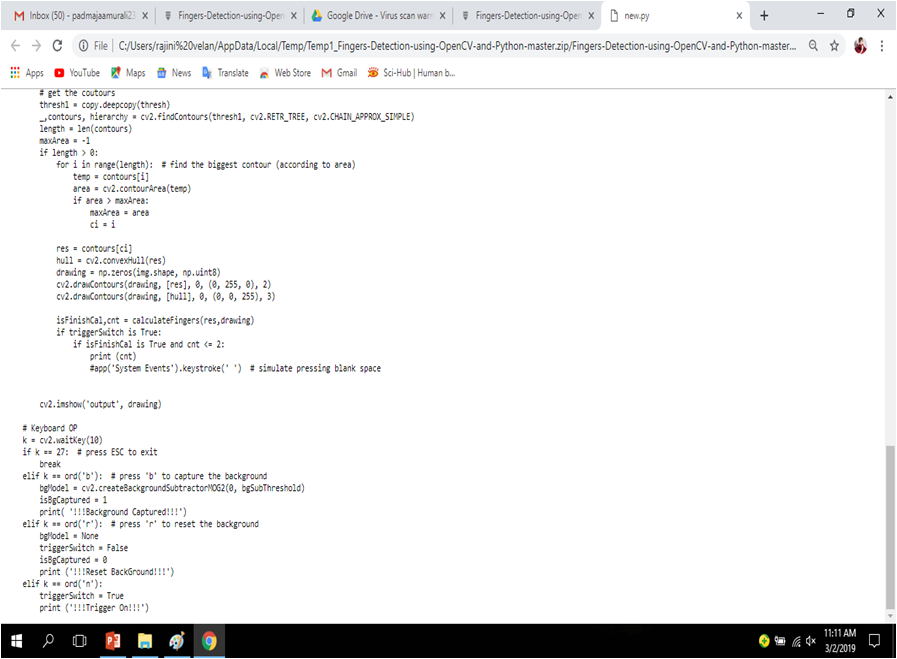 Inbox (50) - padmajaamurali23
Fingers-Detection-using-Open
Google Drive - Virus scan warn
Fingers-Detection-using-Open
new.py
File
C:/Users/rajini%20velan/AppData/Local/Temp/Temp1_Fingers-Detection-using-OpenCV-and-Python-master.zip/Fingers-Detection-using-OpenCV-and-Python-master...
Apps YouTube Maps News Translate Web Store Gmail Sci-Hub | Human b...
# get the coutours
thresh1 = copy.deepcopy(thresh)
_,contours, hierarchy = cv2.findContours(thresh1, cv2.RETR_TREE, cv2.CHAIN_APPROX_SIMPLE)
length = len(contours)
maxArea = -1
if length > 0:
for i in range(length):  # find the biggest contour (according to area)
temp = contours[i]
area = cv2.contourArea(temp)
if area > maxArea:
maxArea = area
ci = i
res = contours[ci]
hull = cv2.convexHull(res)
drawing = np.zeros(img.shape, np.uint8)
cv2.drawContours(drawing, [res], 0, (0, 255, 0), 2)
cv2.drawContours(drawing, [hull], 0, (0, 0, 255), 3)
isFinishCal,cnt = calculateFingers(res,drawing)
if triggerSwitch is True:
if isFinishCal is True and cnt <= 2:
print (cnt)
#app('System Events').keystroke(' ')  # simulate pressing blank space
cv2.imshow('output', drawing)
# Keyboard OP
k = cv2.waitKey(10)
if k == 27:  # press ESC to exit
break
elif k == ord('b'):  # press 'b' to capture the background
bgModel = cv2.createBackgroundSubtractorMOG2(0, bgSubThreshold)
isBgCaptured = 1
print( '!!!Background Captured!!!')
elif k == ord('r'):  # press 'r' to reset the background
bgModel = None
triggerSwitch = False
isBgCaptured = 0
print ('!!!Reset BackGround!!!')
elif k == ord('n'):
triggerSwitch = True
print ('!!!Trigger On!!!')
11:11 AM
3/2/2019